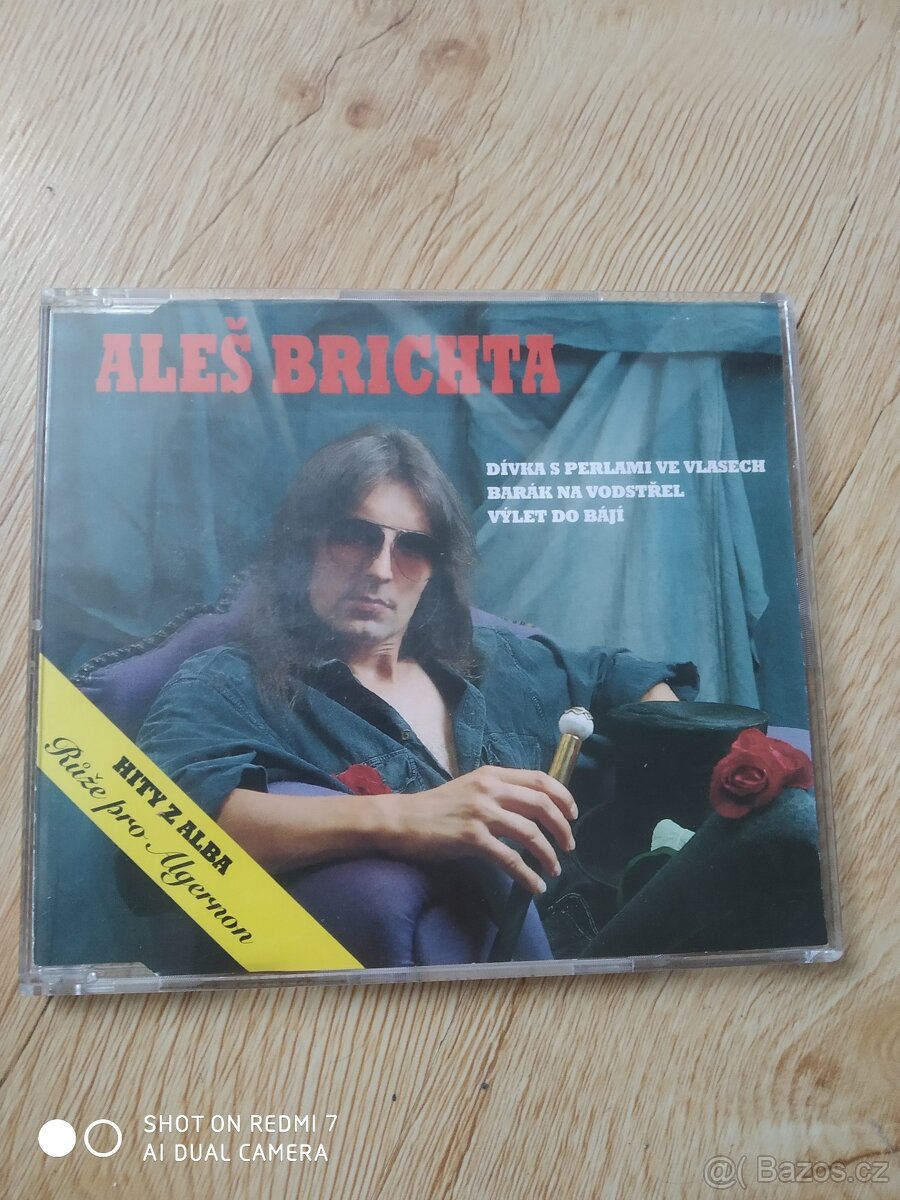 ALEŠ BRICHTA
DÍVKA S PERLAMI VE VLASECH
BARÁK NA VODSTŘEL
VÝLET DO BÁJÍ
HITY Z ALBA
Růže pro Algernon
SHOT ON REDMI 7
AI DUAL CAMERA
@( Bazos.cz